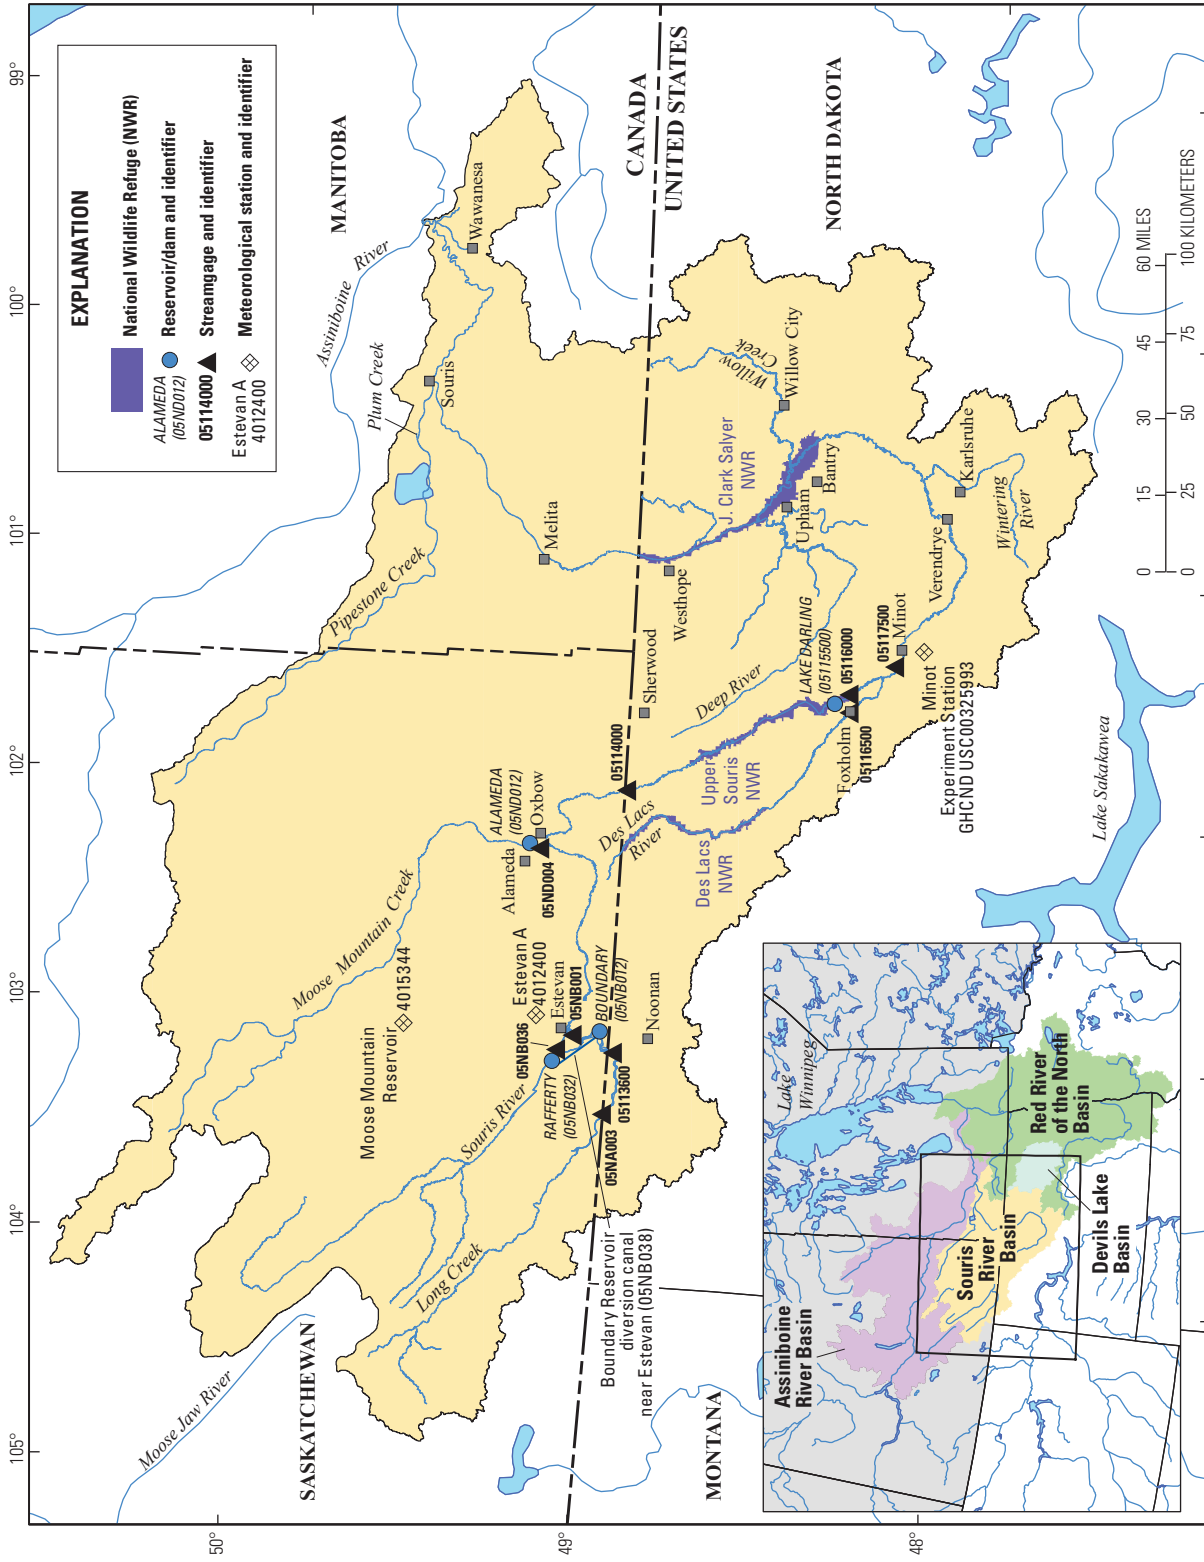 105°
104°
103°
102°
101°
100°
99°
50°
49°
48°
EXPLANATION
National Wildlife Refuge (NWR)
ALAMEDA
(05ND012)
Reservoir/dam and identifier
05114000
Streamgage and identifier
Estevan A
4012400
Meteorological station and identifier
SASKATCHEWAN
MANITOBA
MONTANA
NORTH DAKOTA
CANADA
UNITED STATES
Moose Jaw River
Assiniboine River
Plum Creek
Pipestone Creek
Souris
Wawanesa
Melita
Moose Mountain Creek
Moose Mountain
Reservoir
4015344
Souris River
Long Creek
Alameda
ALAMEDA
(05ND012)
Oxbow
05ND004
Estevan A
4012400
Estevan
05NB036
05NB001
RAFFERTY
(05NB032)
BOUNDARY
(05NB012)
05NA003
05113600
Noonan
Boundary Reservoir
diversion canal
near Estevan (05NB038)
05114000
Sherwood
Westhope
Des Lacs
River
Des Lacs
NWR
Upper
Souris
NWR
Deep River
J. Clark Salyer
NWR
Willow
Creek
Willow City
Upham
Bantry
LAKE DARLING
(05115500)
05116000
Foxholm
05116500
05117500
Minot
Minot
Experiment Station
GHCND USC00325993
Verendrye
Karlsruhe
Wintering
River
Lake Sakakawea
0
15
30
45
60 MILES
0
25
50
75
100 KILOMETERS
Lake
Winnipeg
Assiniboine
River Basin
Souris
River
Basin
Red River
of the North
Basin
Devils Lake
Basin